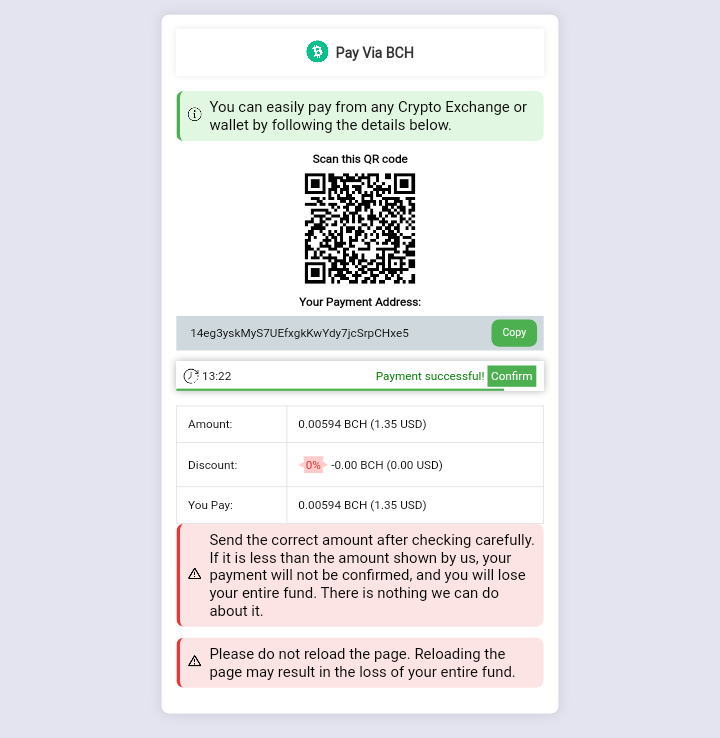 Pay Via BCH
You can easily pay from any Crypto Exchange or
wallet by following the details below.
Scan this QR code
Your Payment Address:
14eg3yskMyS7UEfxgkKwYdy7jcSrpCHxe5
Copy
13:22
Payment successful!
Confirm
Amount:
0.00594 BCH (1.35 USD)
Discount:
0% -0.00 BCH (0.00 USD)
You Pay:
0.00594 BCH (1.35 USD)
Send the correct amount after checking carefully.
If it is less than the amount shown by us, your
payment will not be confirmed, and you will lose
your entire fund. There is nothing we can do
about it.
Please do not reload the page. Reloading the
page may result in the loss of your entire fund.